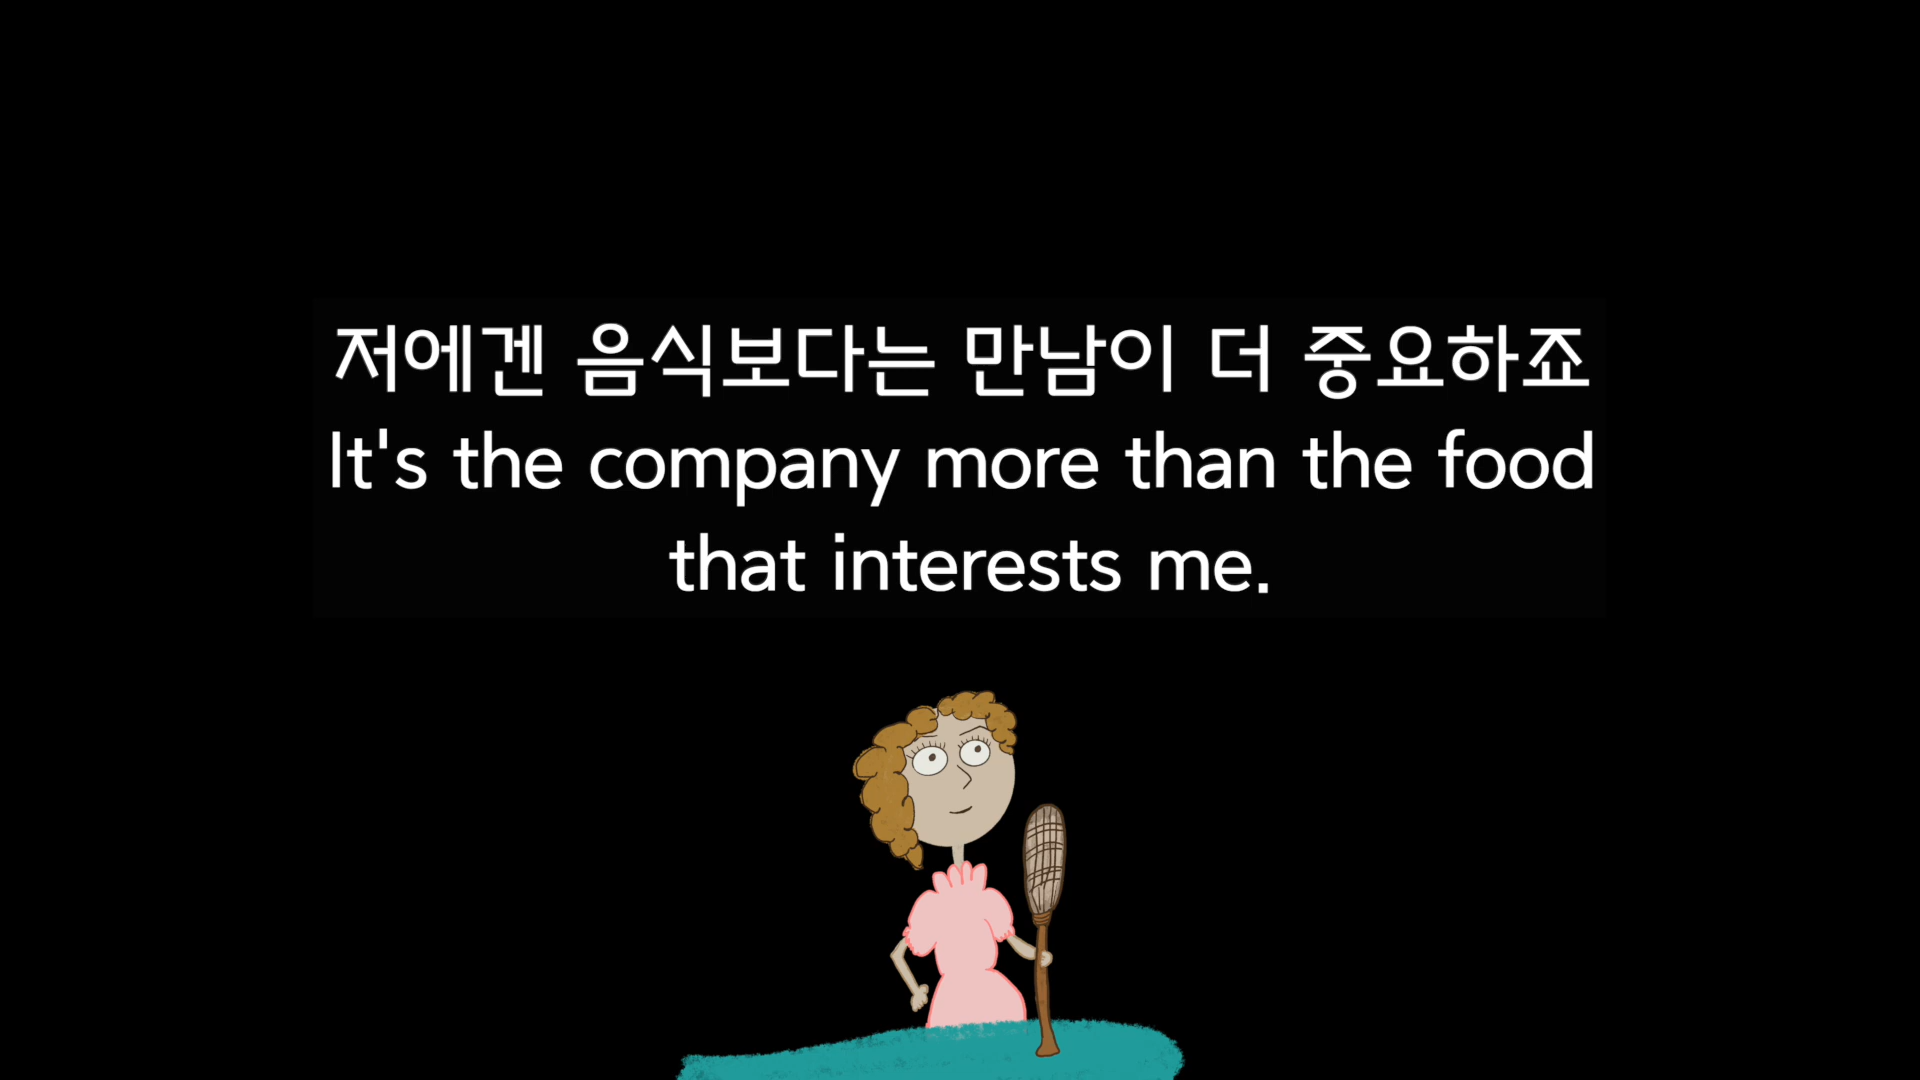 저에겐 음식보다는 만남이 더 중요하죠
It's the company more than the food
that interests me.